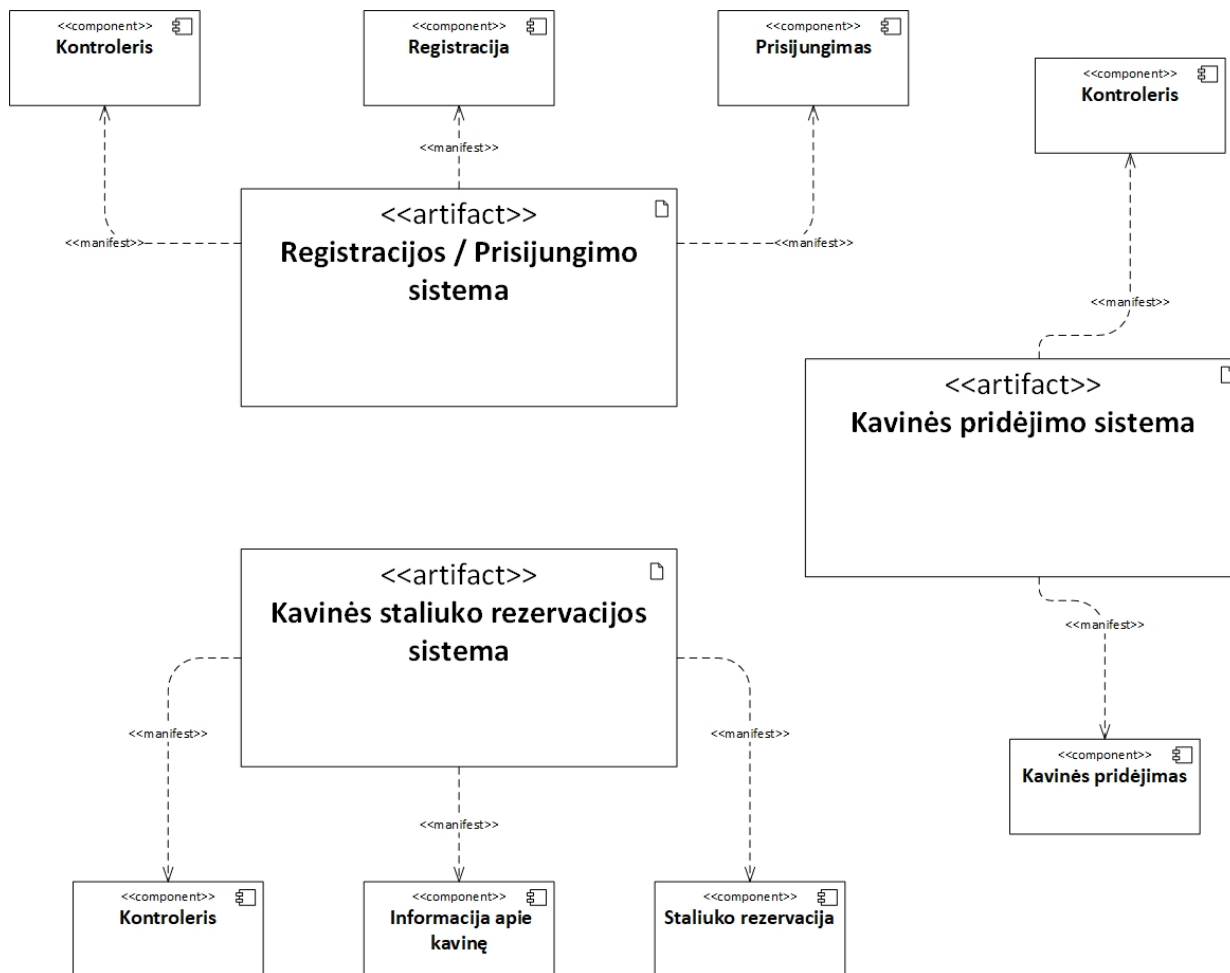 <<component>>
Kontroleris
<<component>>
Registracija
<<component>>
Prisijungimas
<<component>>
Kontroleris
<<manifest>>
<<manifest>>
<<manifest>>
<<artifact>>
Registracijos / Prisijungimo
sistema
<<manifest>>
<<artifact>>
Kavinės pridėjimo sistema
<<artifact>>
Kavinės staliuko rezervacijos
sistema
<<manifest>>
<<manifest>>
<<manifest>>
<<manifest>>
<<component>>
Kavinės pridėjimas
<<component>>
Kontroleris
<<component>>
Informacija apie
kavinę
<<component>>
Staliuko rezervacija